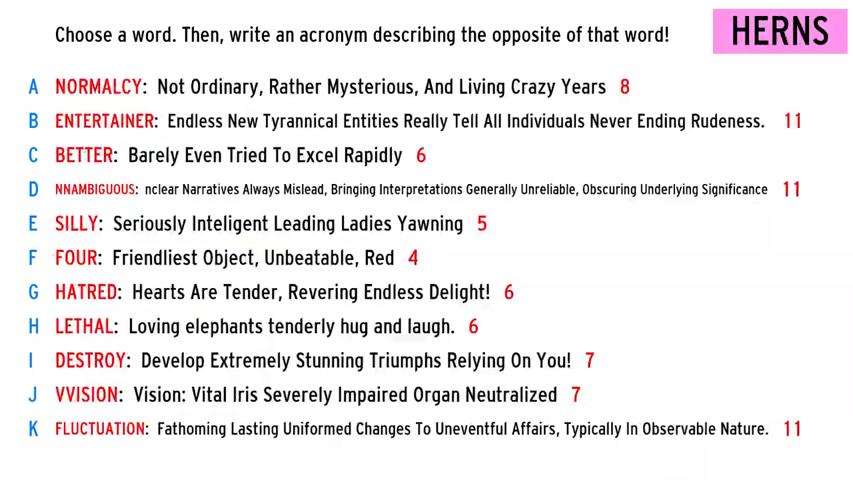 Choose a word. Then, write an acronym describing the opposite of that word!
HERNS
A NORMALCY: Not Ordinary, Rather Mysterious, And Living Crazy Years 8
B ENTERTAINER: Endless New Tyrannical Entities Really Tell All Individuals Never Ending Rudeness. 11
C BETTER: Barely Even Tried To Excel Rapidly 6
D NNAMBIGUOUS: nclear Narratives Always Mislead, Bringing Interpretations Generally Unreliable, Obscuring Underlying Significance 11
E SILLY: Seriously Inteligent Leading Ladies Yawning 5
F FOUR: Friendliest Object, Unbeatable, Red 4
G HATRED: Hearts Are Tender, Revering Endless Delight! 6
H LETHAL: Loving elephants tenderly hug and laugh. 6
I DESTROY: Develop Extremely Stunning Triumphs Relying On You! 7
J VVISION: Vision: Vital Iris Severely Impaired Organ Neutralized 7
K FLUCTUATION: Fathoming Lasting Uniformed Changes To Uneventful Affairs, Typically In Observable Nature. 11